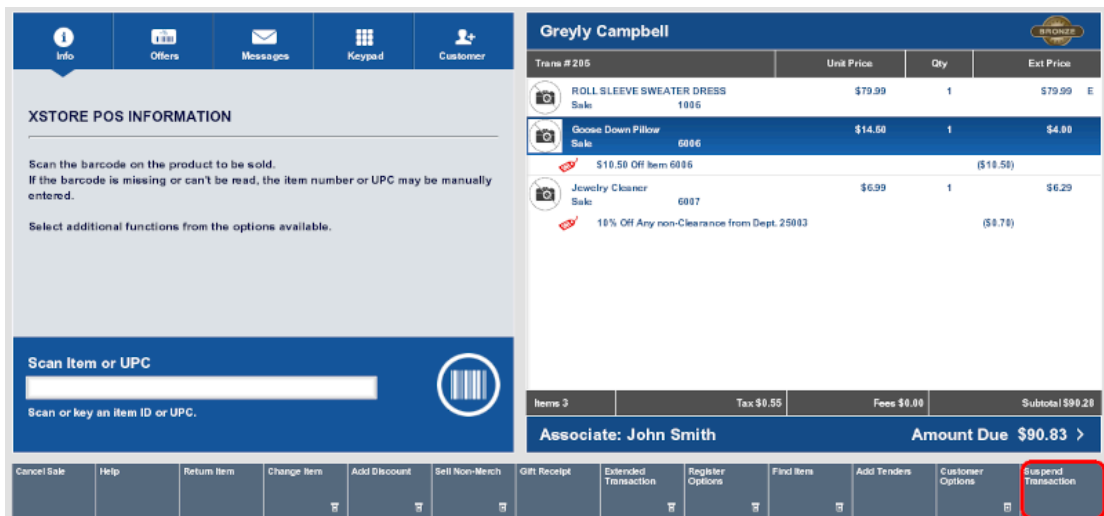 Info
Offers
Messages
Keypad
Customer
XSTORE POS INFORMATION
Scan the barcode on the product to be sold.
If the barcode is missing or can't be read, the item number or UPC may be manually
entered.
Select additional functions from the options available.
Scan Item or UPC
Scan or key an item ID or UPC.
Greyly Campbell
BRONZE
Trans # 205 Unit Price Qty Ext Price
ROLL SLEEVE SWEATER DRESS $79.99 1 $79.99 E
Sale 1006
Goose Down Pillow $14.50 1 $4.00
Sale 6006
$10.50 Off Item 6006 ($10.50)
Jewelry Cleaner $6.99 1 $6.29
Sale 6007
10% Off Any non-Clearance from Dept. 25003 ($0.70)
Items 3 Tax $0.55 Fees $0.00 Subtotal $90.28
Associate: John Smith Amount Due $90.83 >
Cancel Sale
Help
Return Item
Change Item
Add Discount
Sell Non-Merch
Gift Receipt
Extended
Transaction
Register
Options
Find Item
Add Tenders
Customer
Options
Suspend
Transaction